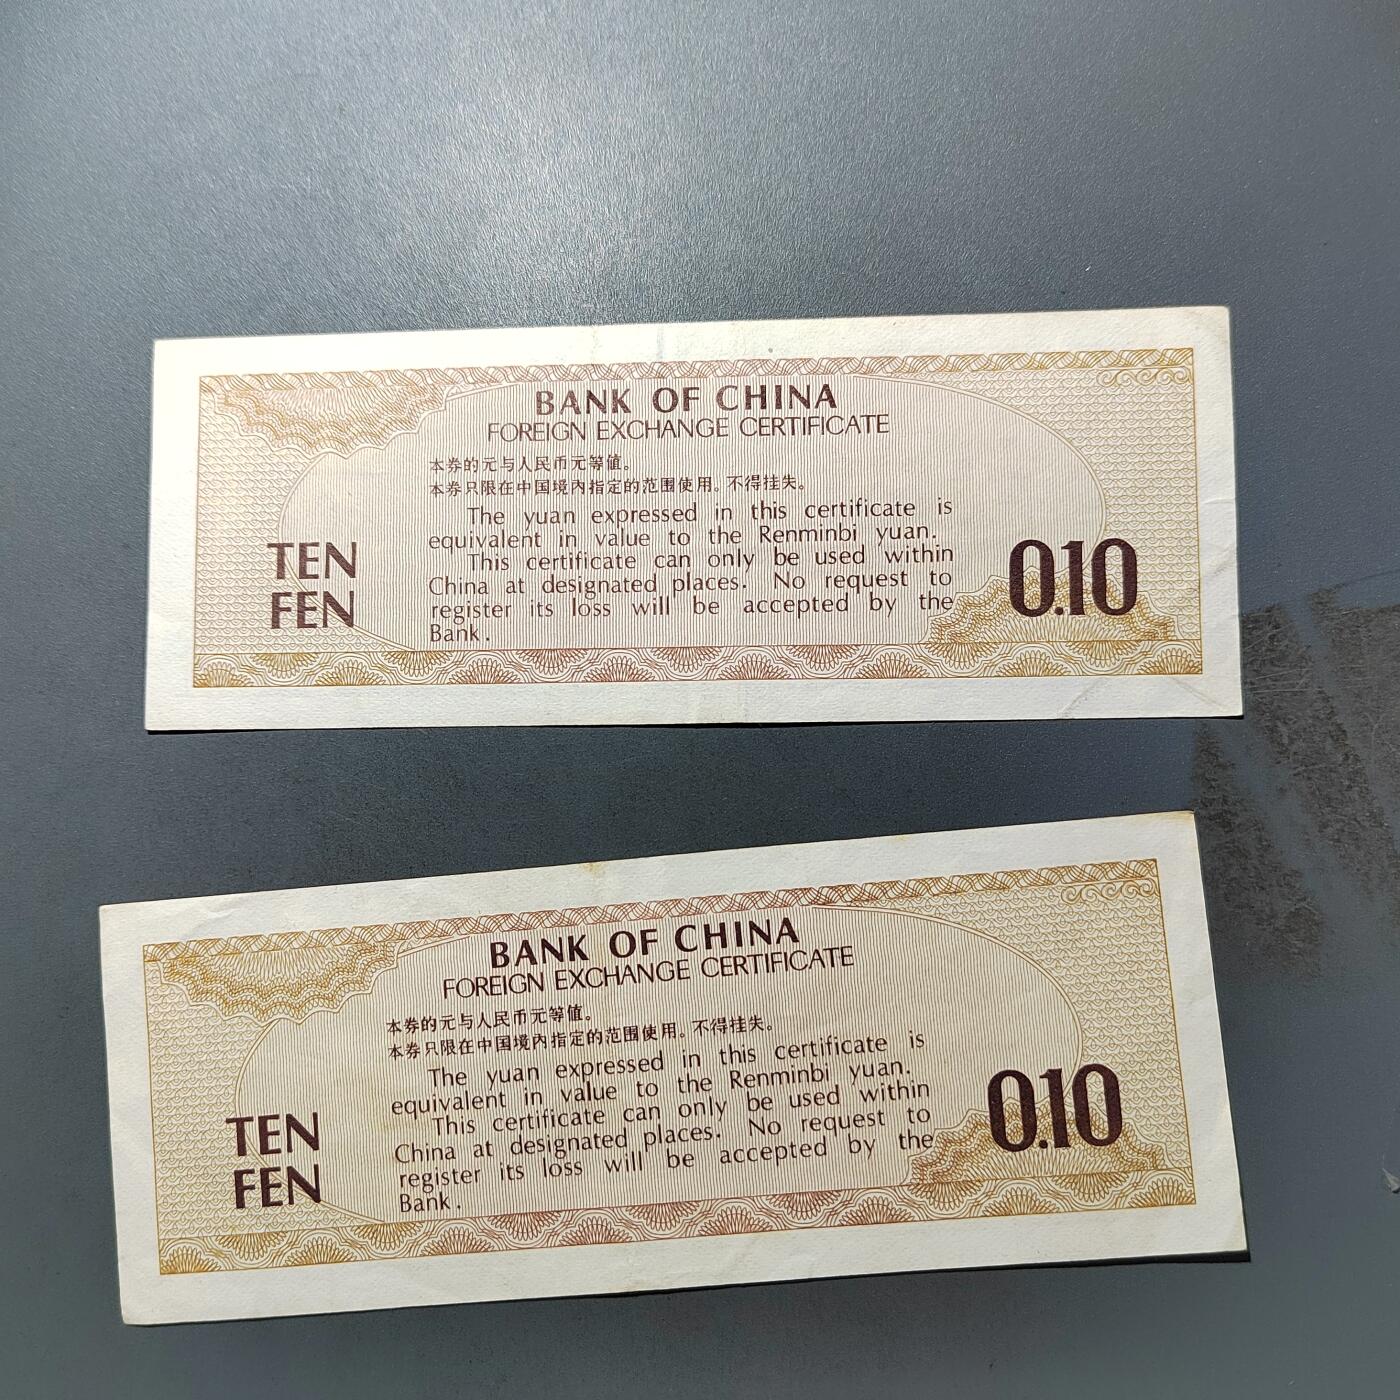 BANK OF CHINA
FOREIGN EXCHANGE CERTIFICATE
本券的元与人民币元等值。
本券只限在中国境内指定的范围使用。不得挂失。
The yuan expressed in this certificate is
equivalent in value to the Renminbi yuan.
This certificate can only be used within
China at designated places. No request to
register its loss will be accepted by the
Bank.
TEN
FEN
0.10
BANK OF CHINA
FOREIGN EXCHANGE CERTIFICATE
本券的元与人民币元等值。
本券只限在中国境内指定的范围使用。不得挂失。
The yuan expressed in this certificate is
equivalent in value to the Renminbi yuan.
This certificate can only be used within
China at designated places. No request to
register its loss will be accepted by the
Bank.
TEN
FEN
0.10